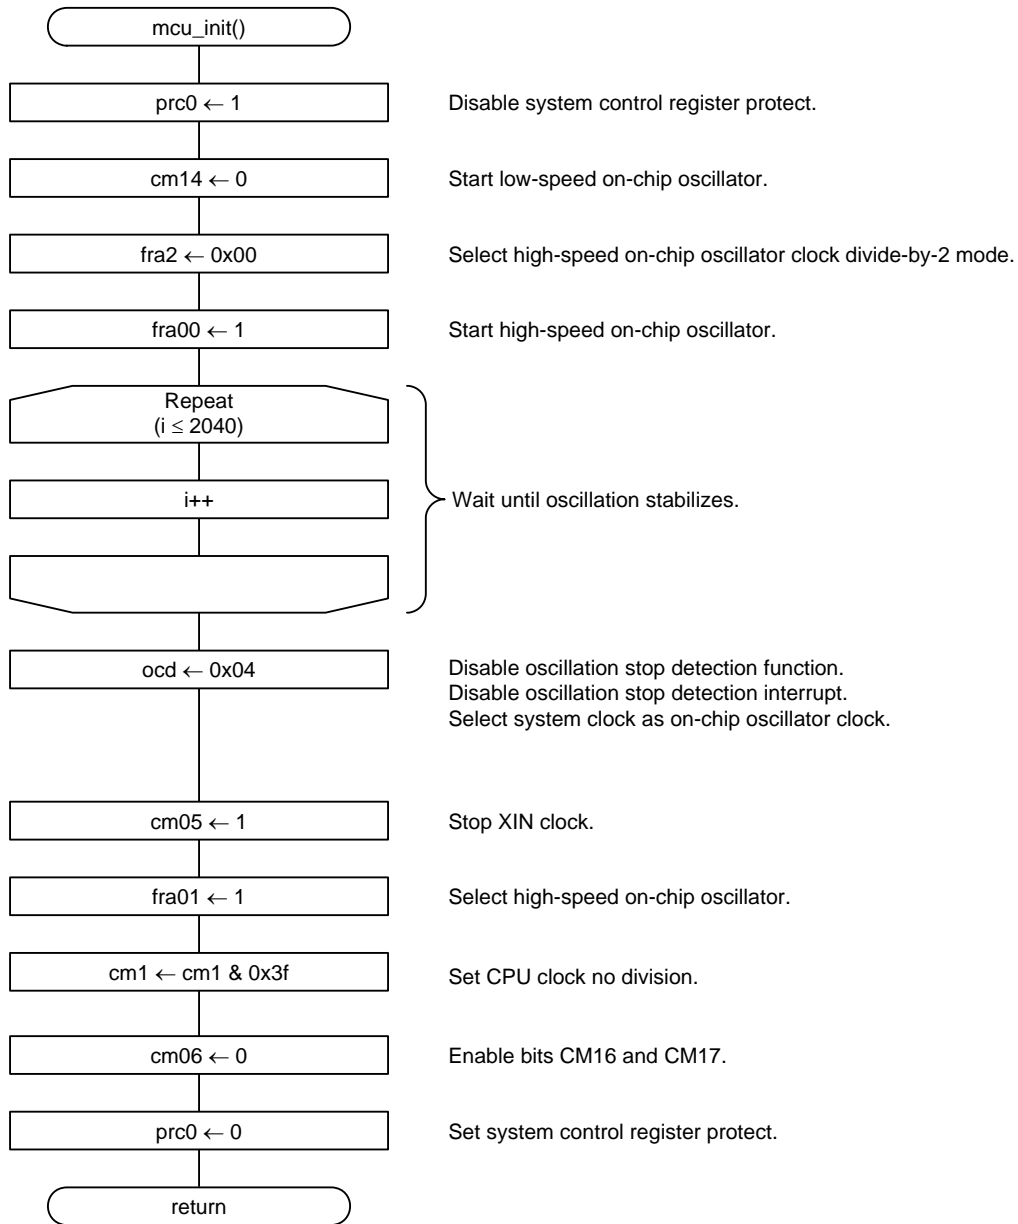 mcu_init()
prc0 ← 1
Disable system control register protect.
cm14 ← 0
Start low-speed on-chip oscillator.
fra2 ← 0x00
Select high-speed on-chip oscillator clock divide-by-2 mode.
fra00 ← 1
Start high-speed on-chip oscillator.
Repeat
(i ≤ 2040)
i++
Wait until oscillation stabilizes.
ocd ← 0x04
Disable oscillation stop detection function.
Disable oscillation stop detection interrupt.
Select system clock as on-chip oscillator clock.
cm05 ← 1
Stop XIN clock.
fra01 ← 1
Select high-speed on-chip oscillator.
cm1 ← cm1 & 0x3f
Set CPU clock no division.
cm06 ← 0
Enable bits CM16 and CM17.
prc0 ← 0
Set system control register protect.
return